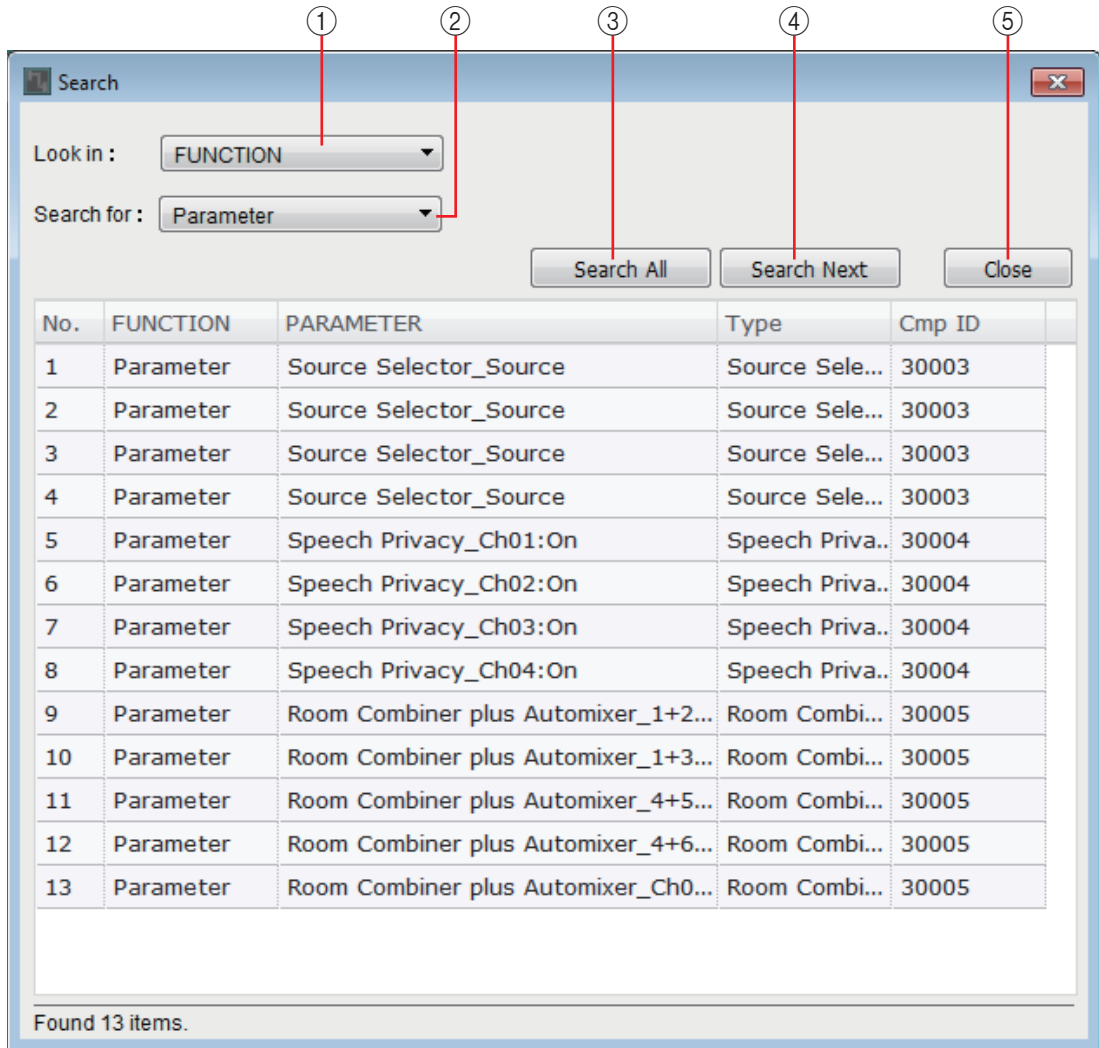 ① ② ③ ④ ⑤
Search
Look in : FUNCTION
Search for : Parameter
Search All Search Next Close
No. FUNCTION PARAMETER Type Cmp ID
1 Parameter Source Selector_Source Source Sele... 30003
2 Parameter Source Selector_Source Source Sele... 30003
3 Parameter Source Selector_Source Source Sele... 30003
4 Parameter Source Selector_Source Source Sele... 30003
5 Parameter Speech Privacy_Ch01:On Speech Priva.. 30004
6 Parameter Speech Privacy_Ch02:On Speech Priva.. 30004
7 Parameter Speech Privacy_Ch03:On Speech Priva.. 30004
8 Parameter Speech Privacy_Ch04:On Speech Priva.. 30004
9 Parameter Room Combiner plus Automixer_1+2... Room Combi... 30005
10 Parameter Room Combiner plus Automixer_1+3... Room Combi... 30005
11 Parameter Room Combiner plus Automixer_4+5... Room Combi... 30005
12 Parameter Room Combiner plus Automixer_4+6... Room Combi... 30005
13 Parameter Room Combiner plus Automixer_Ch0... Room Combi... 30005
Found 13 items.